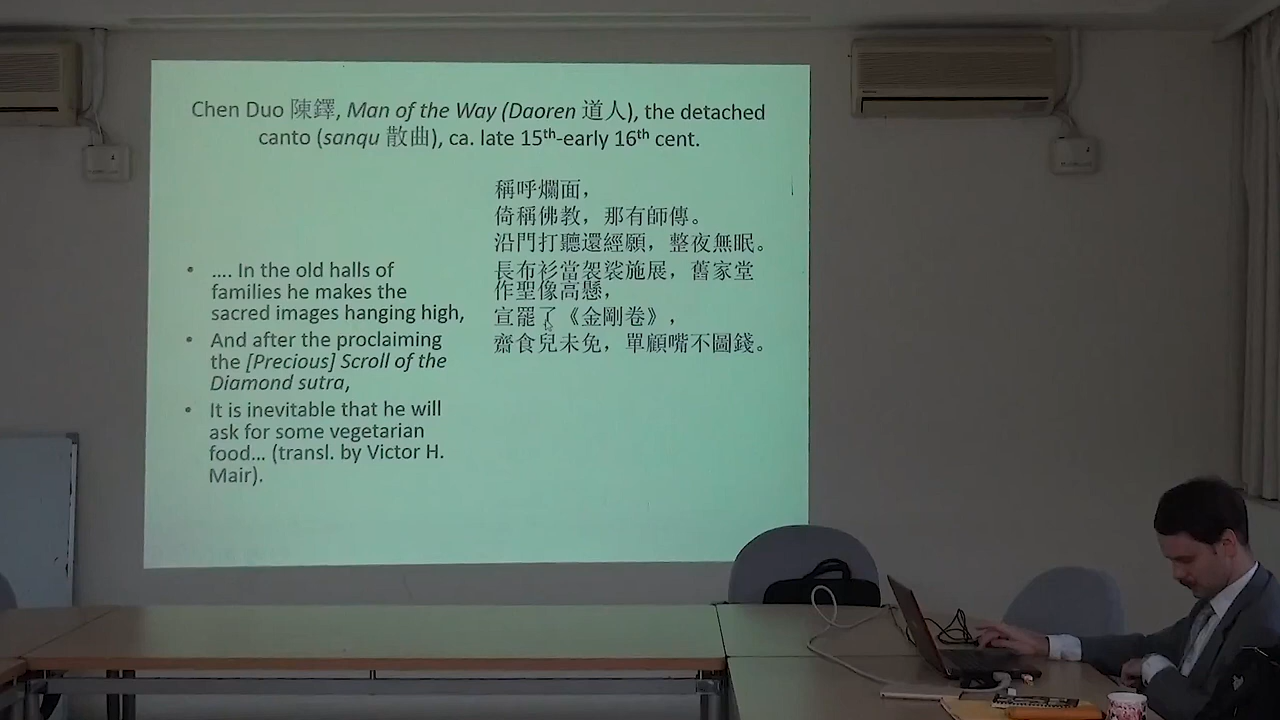 Chen Duo 陳鐸, Man of the Way (Daoren 道人), the detached
canto (sanqu 散曲), ca. late 15th-early 16th cent.
• .... In the old halls of
families he makes the
sacred images hanging high,
• And after the proclaiming
the [Precious] Scroll of the
Diamond sutra,
• It is inevitable that he will
ask for some vegetarian
food... (transl. by Victor H.
Mair).
稱呼爛面，
倚稱佛教，那有師傳。
沿門打聽還經願，整夜無眠。
長布衫當袈裟施展，舊家堂
作聖像高懸，
宣罷了《金剛卷》，
齋食兒未免，單顧嘴不圖錢。